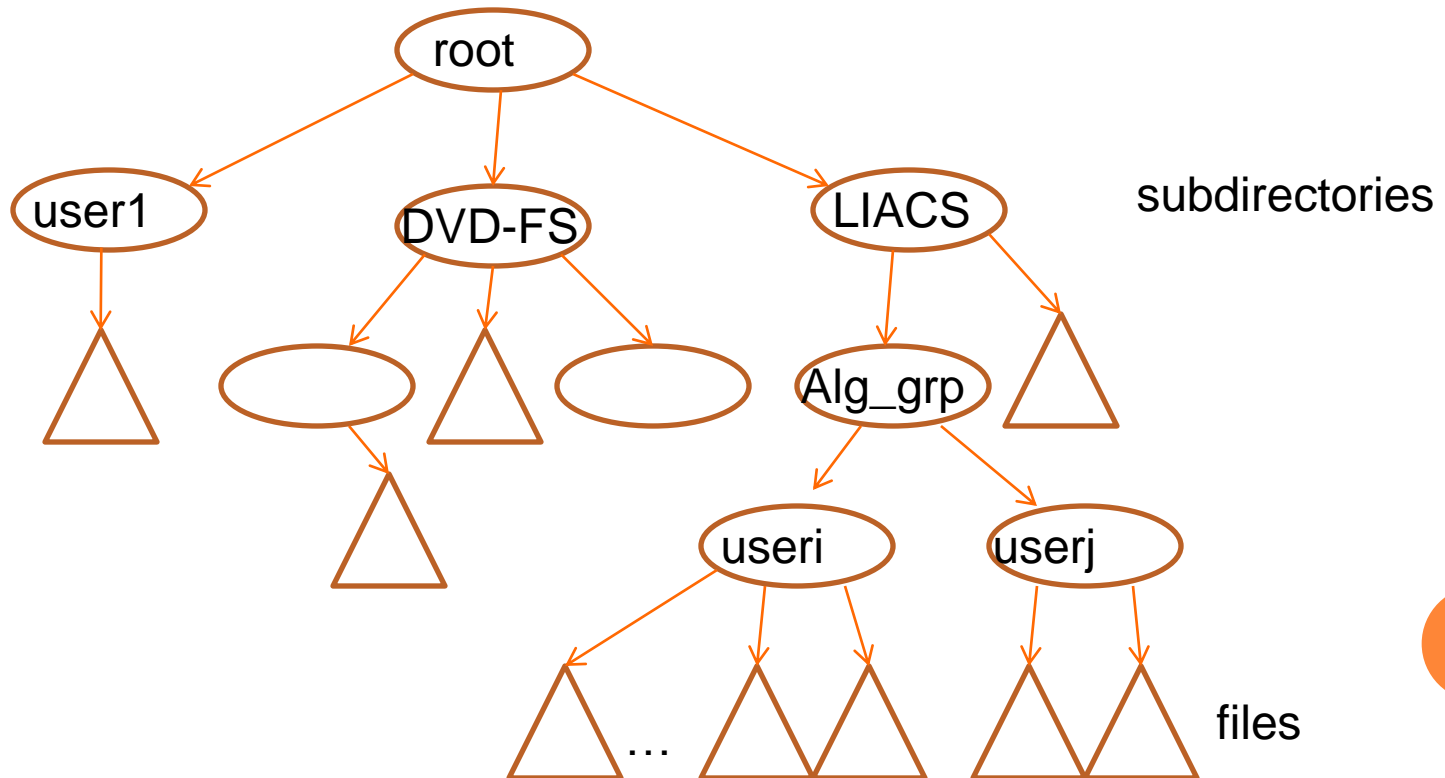 root
user1
DVD-FS
LIACS
subdirectories
Alg_grp
useri
userj
...
files